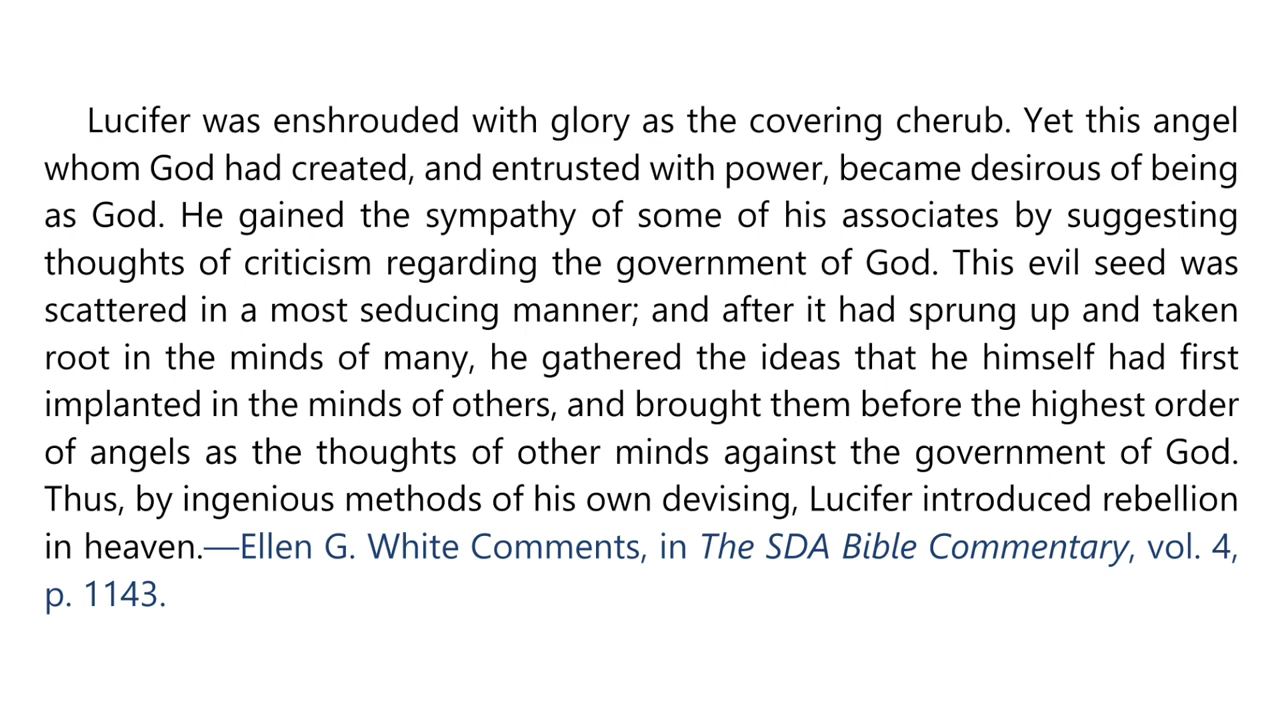 Lucifer was enshrouded with glory as the covering cherub. Yet this angel
whom God had created, and entrusted with power, became desirous of being
as God. He gained the sympathy of some of his associates by suggesting
thoughts of criticism regarding the government of God. This evil seed was
scattered in a most seducing manner; and after it had sprung up and taken
root in the minds of many, he gathered the ideas that he himself had first
implanted in the minds of others, and brought them before the highest order
of angels as the thoughts of other minds against the government of God.
Thus, by ingenious methods of his own devising, Lucifer introduced rebellion
in heaven.—Ellen G. White Comments, in The SDA Bible Commentary, vol. 4,
p. 1143.